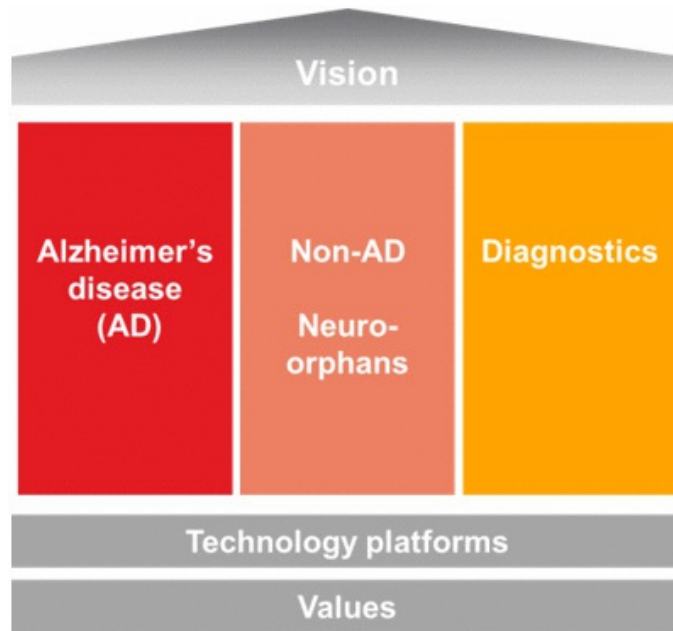 Vision
Alzheimer's
disease
(AD)
Non-AD
Neuro-
orphans
Diagnostics
Technology platforms
Values